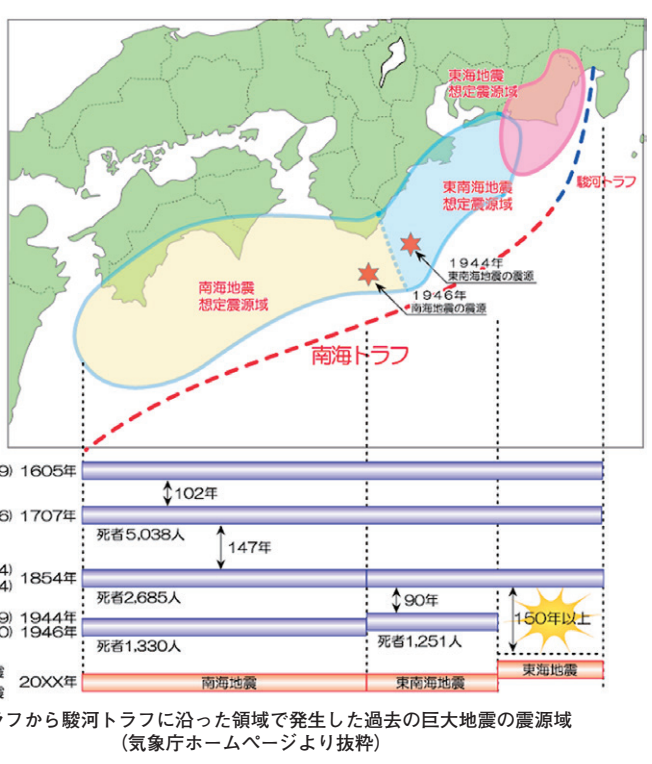 東海地震
想定震源域
東南海地震
想定震源域
駿河トラフ
1944年
東南海地震の震源
南海地震
想定震源域
1946年
南海地震の震源
南海トラフ
9) 1605年
102年
6) 1707年
死者5,038人
147年
4)
4) 1854年
死者2,685人
90年
150年以上
9) 1944年
0) 1946年
死者1,330人
死者1,251人
東海地震
震
20XX年
南海地震
東南海地震
震
ラフから駿河トラフに沿った領域で発生した過去の巨大地震の震源域
(気象庁ホームページより抜粋)